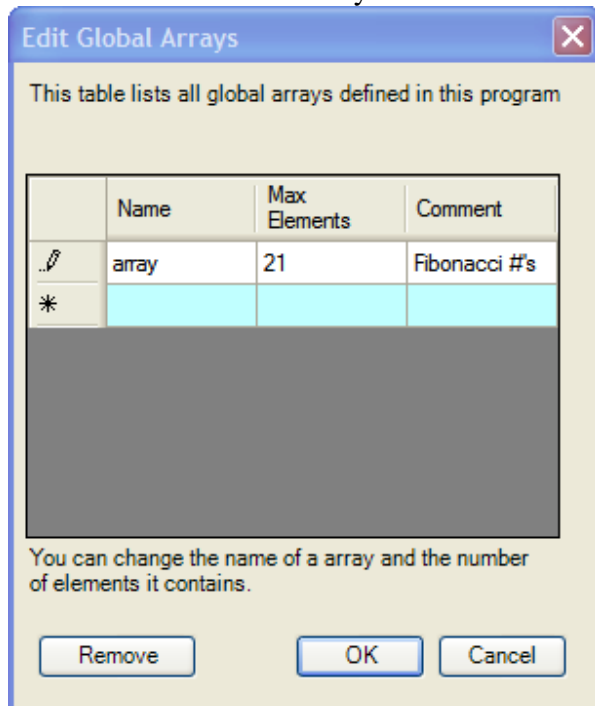 Edit Global Arrays
This table lists all global arrays defined in this program
Name Max Elements Comment
array 21 Fibonacci #'s
*
You can change the name of a array and the number
of elements it contains.
Remove OK Cancel